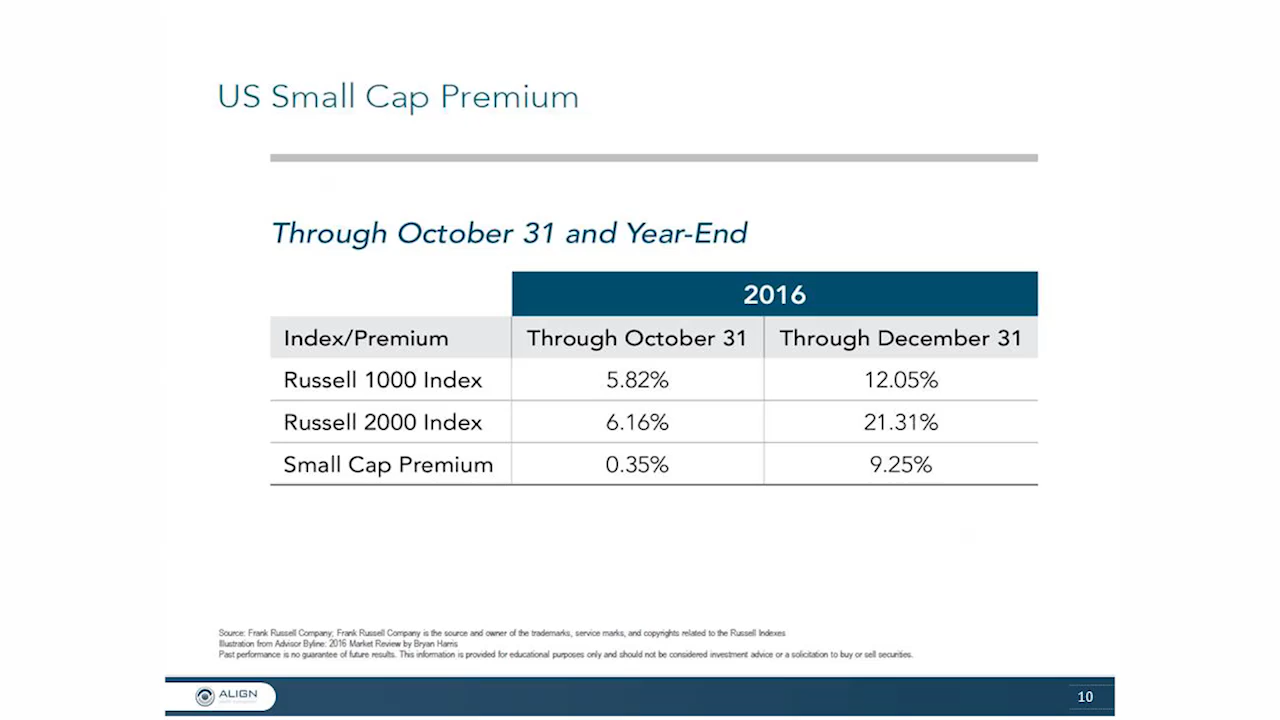 US Small Cap Premium
Through October 31 and Year-End
2016
Index/Premium Through October 31 Through December 31
Russell 1000 Index 5.82% 12.05%
Russell 2000 Index 6.16% 21.31%
Small Cap Premium 0.35% 9.25%
Source: Frank Russell Company; Frank Russell Company is the source and owner of the trademarks, service marks, and copyrights related to the Russell Indexes
Illustration from Advisor Byline: 2016 Market Review by Bryan Harris
Past performance is no guarantee of future results. This information is provided for educational purposes only and should not be considered investment advice or a solicitation to buy or sell securities.
ALIGN
10